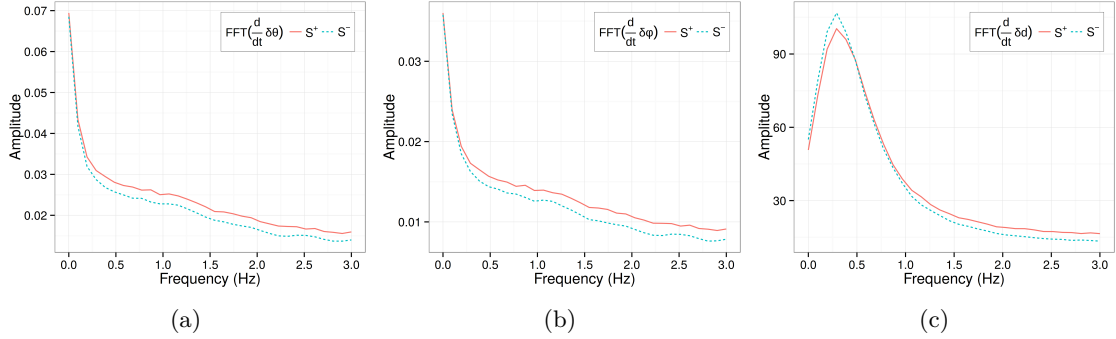 FFT(d/dt δθ) S⁺ S⁻
0.07
0.06
0.05
0.04
0.03
0.02
Amplitude
0.0 0.5 1.0 1.5 2.0 2.5 3.0
Frequency (Hz)
(a)
FFT(d/dt δφ) S⁺ S⁻
0.03
0.02
0.01
Amplitude
0.0 0.5 1.0 1.5 2.0 2.5 3.0
Frequency (Hz)
(b)
FFT(d/dt δd) S⁺ S⁻
90
60
30
Amplitude
0.0 0.5 1.0 1.5 2.0 2.5 3.0
Frequency (Hz)
(c)